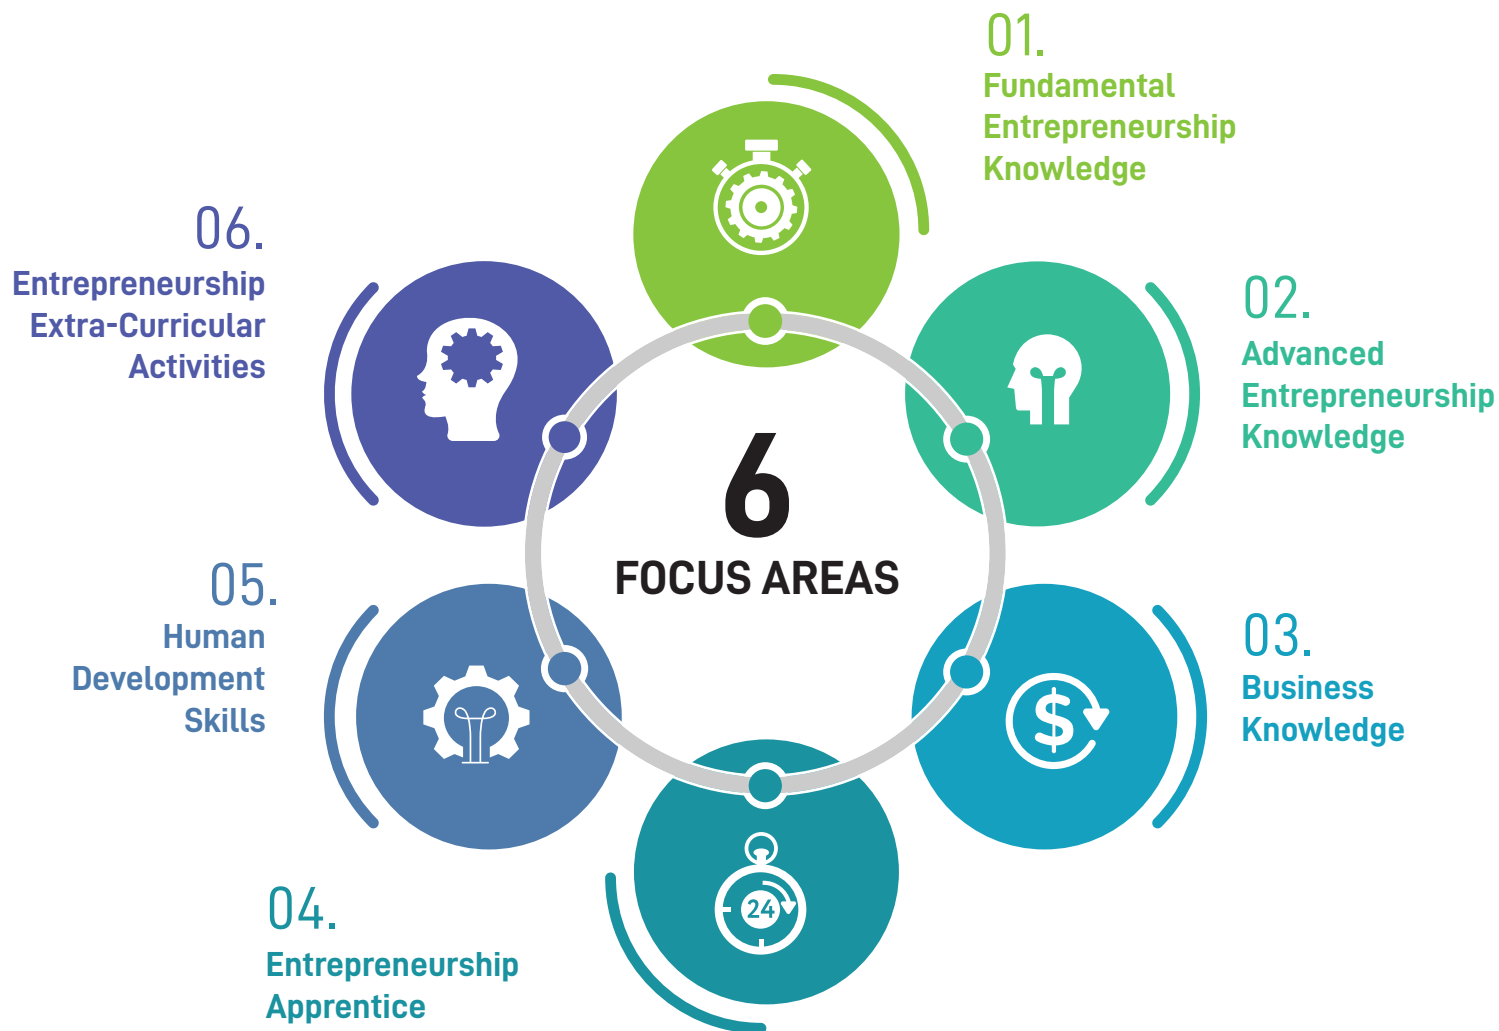 01.
Fundamental
Entrepreneurship
Knowledge
02.
Advanced
Entrepreneurship
Knowledge
03.
Business
Knowledge
04.
Entrepreneurship
Apprentice
05.
Human
Development
Skills
06.
Entrepreneurship
Extra-Curricular
Activities
6
FOCUS AREAS
$
24